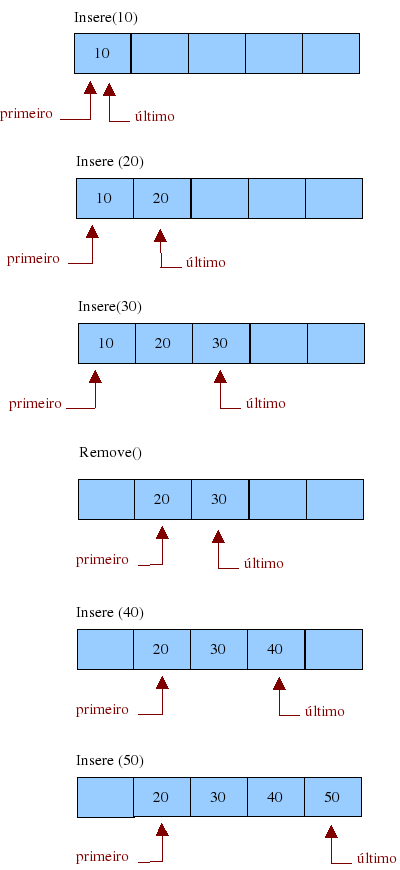 Insere(10)
10
primeiro
último
Insere (20)
10 20
primeiro
último
Insere(30)
10 20 30
primeiro
último
Remove()
20 30
primeiro
último
Insere (40)
20 30 40
primeiro
último
Insere (50)
20 30 40 50
primeiro
último